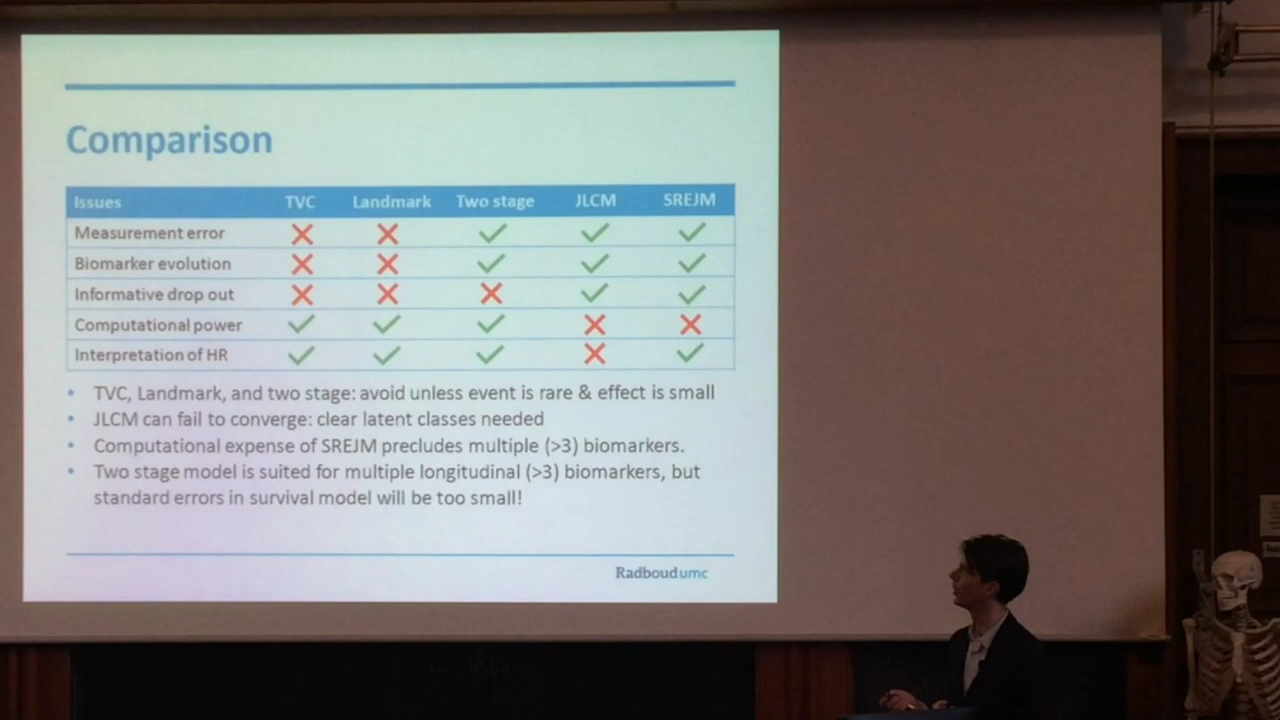 Comparison
Issues TVC Landmark Two stage JLCM SREJM
Measurement error
Biomarker evolution
Informative drop out
Computational power
Interpretation of HR
• TVC, Landmark, and two stage: avoid unless event is rare & effect is small
• JLCM can fail to converge: clear latent classes needed
• Computational expense of SREJM precludes multiple (>3) biomarkers.
• Two stage model is suited for multiple longitudinal (>3) biomarkers, but
standard errors in survival model will be too small!
Radboudumc